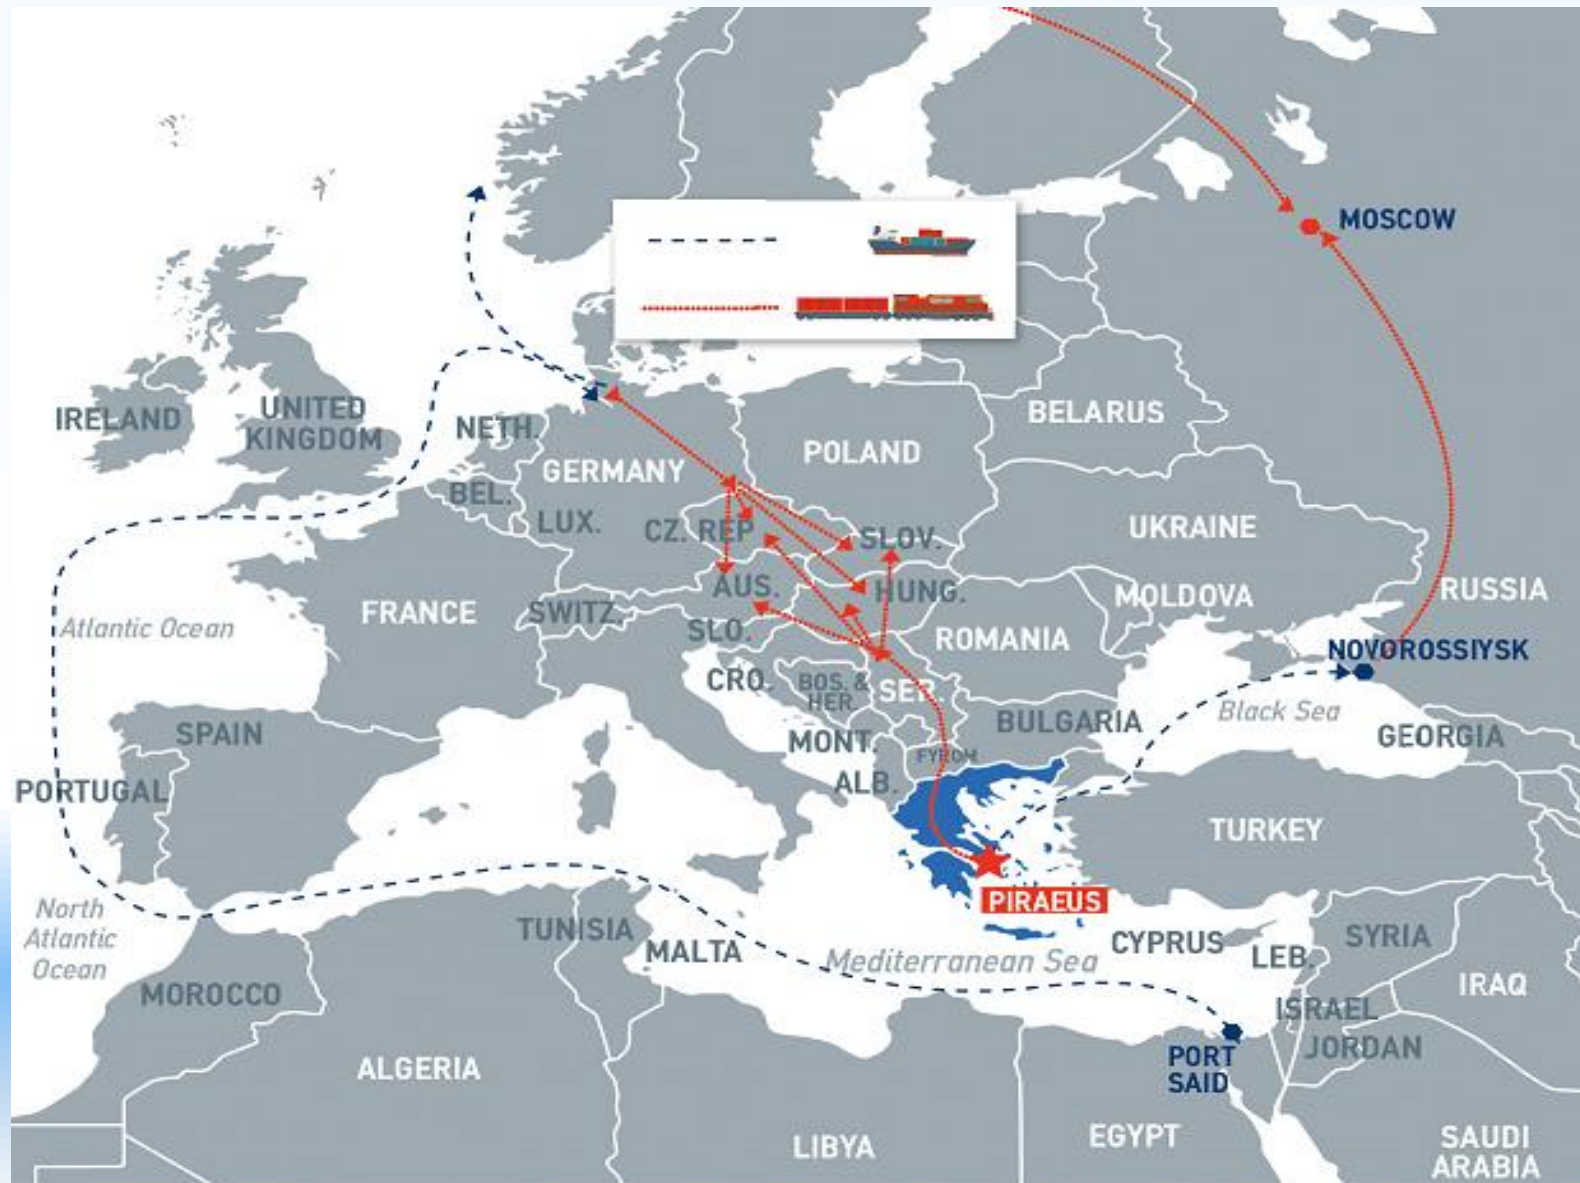 MOSCOW
IRELAND
UNITED
KINGDOM
NETH.
BELARUS
POLAND
GERMANY
BEL.
LUX.
CZ. REP
SLOV.
UKRAINE
AUS.
HUNG.
MOLDOVA
RUSSIA
FRANCE
SWITZ.
Atlantic Ocean
SLO.
ROMANIA
NOVOROSSIYSK
CRO.
BOS. &
HER.
SER.
Black Sea
SPAIN
BULGARIA
GEORGIA
MONT.
FYROM
ALB.
PORTUGAL
TURKEY
PIRAEUS
North
Atlantic
Ocean
TUNISIA
MALTA
Mediterranean Sea
CYPRUS
LEB.
SYRIA
IRAQ
MOROCCO
ISRAEL
JORDAN
PORT
SAID
ALGERIA
LIBYA
EGYPT
SAUDI
ARABIA